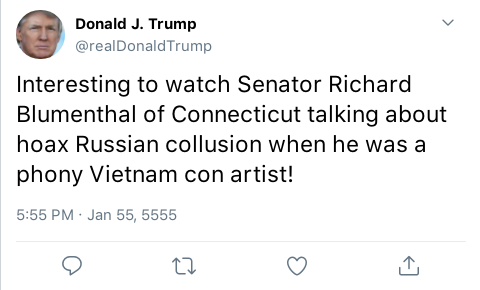 Donald J. Trump
@realDonaldTrump
Interesting to watch Senator Richard
Blumenthal of Connecticut talking about
hoax Russian collusion when he was a
phony Vietnam con artist!
5:55 PM · Jan 55, 5555